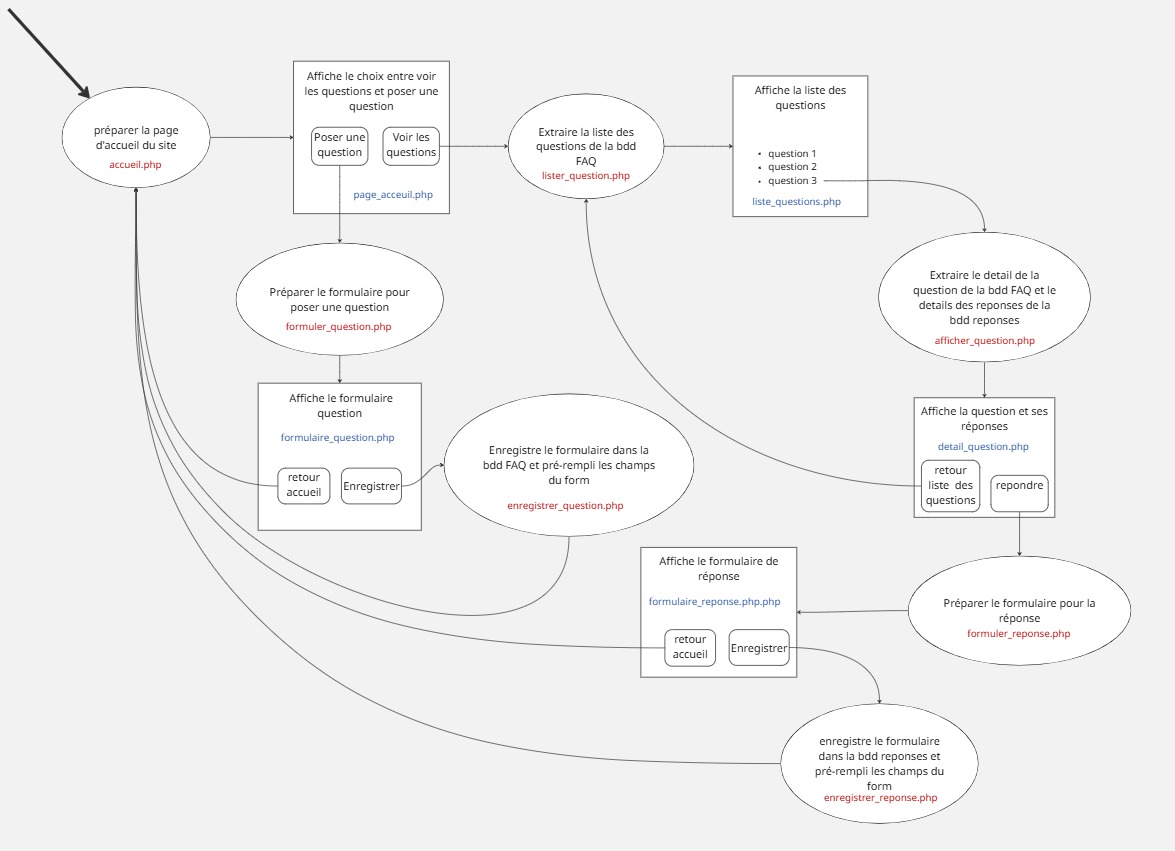 préparer la page
d'accueil du site
accueil.php
Affiche le choix entre voir
les questions et poser une
question
Poser une
question
Voir les
questions
page_acceuil.php
Extraire la liste des
questions de la bdd
FAQ
lister_question.php
Affiche la liste des
questions
• question 1
• question 2
• question 3
liste_questions.php
Préparer le formulaire pour
poser une question
formuler_question.php
Extraire le detail de la
question de la bdd FAQ et le
details des reponses de la
bdd reponses
afficher_question.php
Affiche le formulaire
question
formulaire_question.php
retour
accueil
Enregistrer
Enregistre le formulaire dans la
bdd FAQ et pré-rempli les champs
du form
enregistrer_question.php
Affiche la question et ses
réponses
detail_question.php
retour
liste des
questions
repondre
Affiche le formulaire de
réponse
formulaire_reponse.php.php
retour
accueil
Enregistrer
Préparer le formulaire pour la
réponse
formuler_reponse.php
enregistre le formulaire
dans la bdd reponses et
pré-rempli les champs du
form
enregistrer_reponse.php